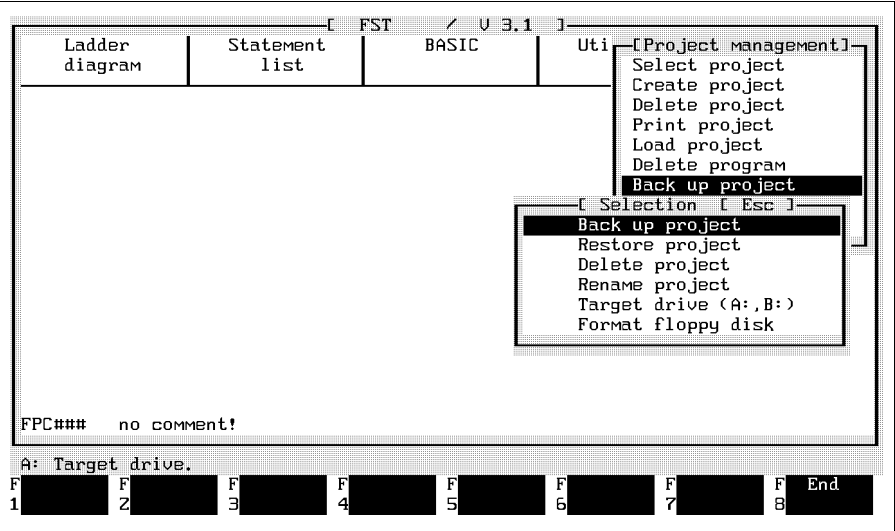 [ FST / V 3.1 ]
Ladder diagram
Statement list
BASIC
Uti
[Project management]
Select project
Create project
Delete project
Print project
Load project
Delete program
Back up project
[ Selection [ Esc ]
Back up project
Restore project
Delete project
Rename project
Target drive (A:,B:)
Format floppy disk
FPC### no comment!
A: Target drive.
F1 F2 F3 F4 F5 F6 F7 F8 End